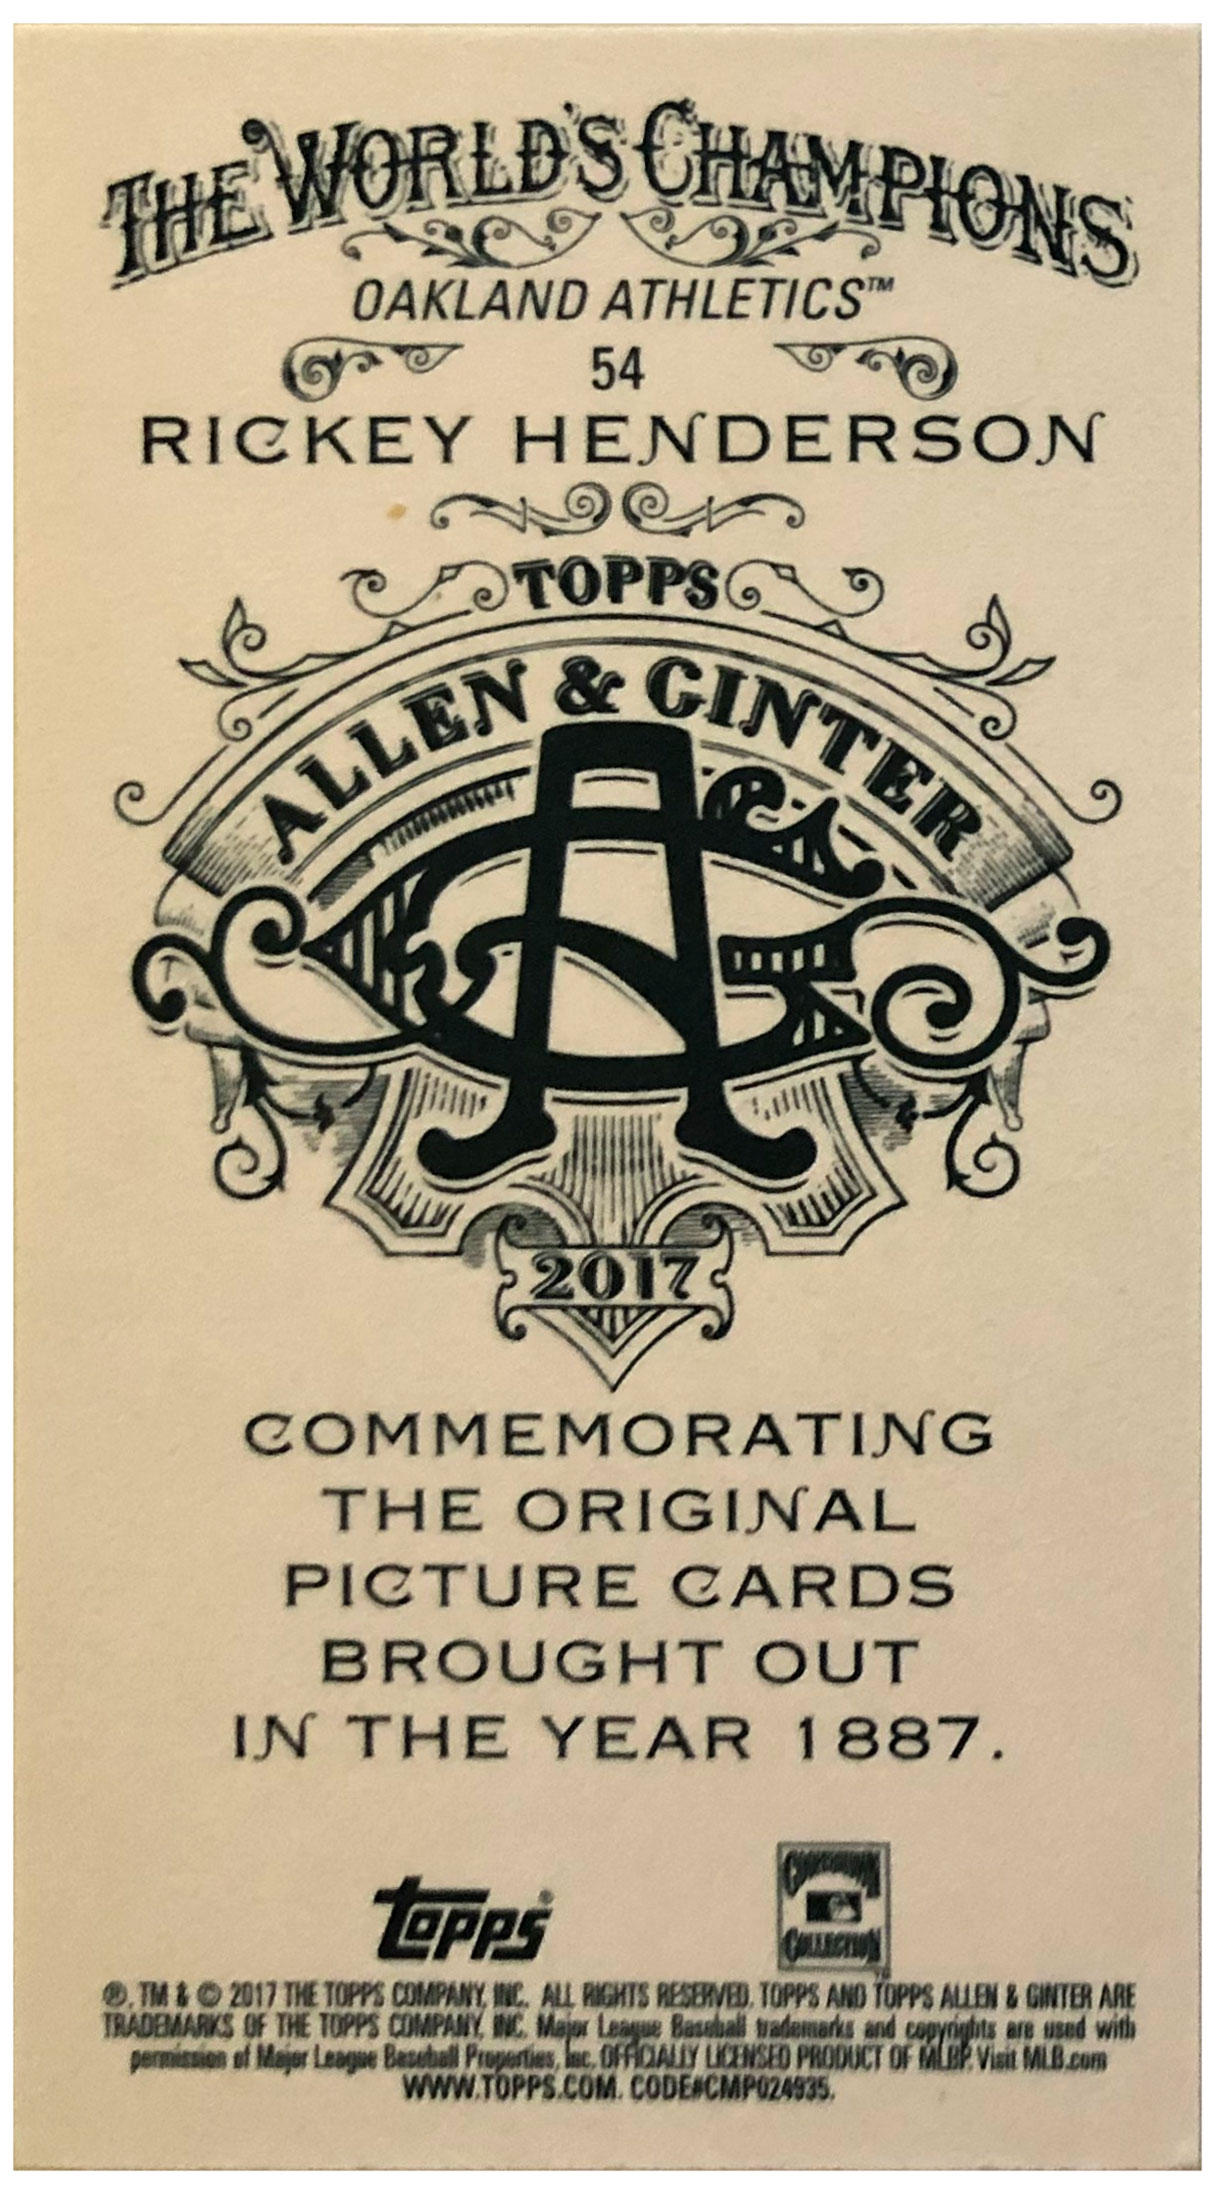 THE WORLD'S CHAMPIONS
OAKLAND ATHLETICS™
54
RICKEY HENDERSON
TOPPS
ALLEN & GINTER
2017
COMMEMORATING
THE ORIGINAL
PICTURE CARDS
BROUGHT OUT
IN THE YEAR 1887.
topps®
COOPERSTOWN
COLLECTION™
®, TM & © 2017 THE TOPPS COMPANY, INC. ALL RIGHTS RESERVED. TOPPS AND TOPPS ALLEN & GINTER ARE
TRADEMARKS OF THE TOPPS COMPANY, INC. Major League Baseball trademarks and copyrights are used with
permission of Major League Baseball Properties, Inc. OFFICIALLY LICENSED PRODUCT OF MLBP. Visit MLB.com
WWW.TOPPS.COM. CODE#CMP024935.